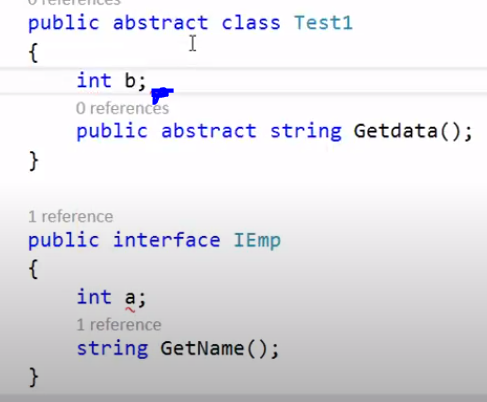 0 references
public abstract class Test1
{
int b;
0 references
public abstract string Getdata();
}
1 reference
public interface IEmp
{
int a;
1 reference
string GetName();
}